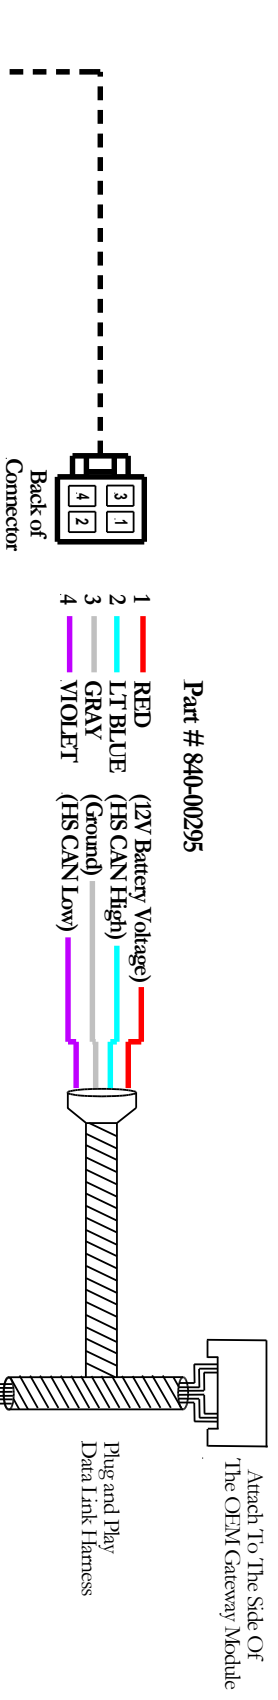 Attach To The Side Of
The OEM Gateway Module
Part # 840-00295
3 1
4 2
Back of
Connector
1 RED (12V Battery Voltage)
2 LT BLUE (HS CAN High)
3 GRAY (Ground)
4 VIOLET (HS CAN Low)
Plug and Play
Data Link Harness